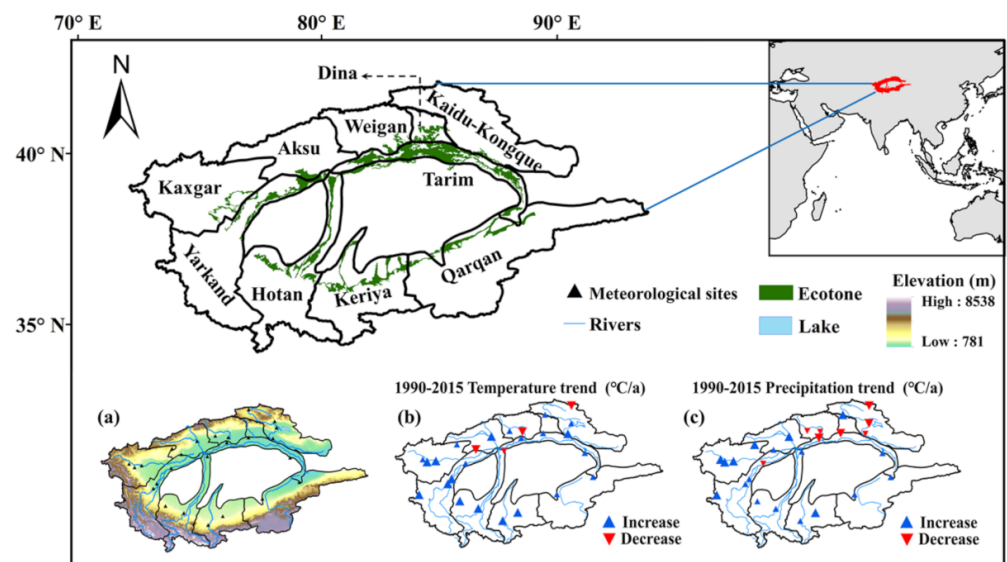 70° E
80° E
90° E
N
40° N
35° N
Dina
Kaidu-Kongque
Weigan
Aksu
Tarim
Kaxgar
Yarkand
Hotan
Keriya
Qarqan
Meteorological sites
Rivers
Ecotone
Lake
Elevation (m)
High : 8538
Low : 781
(a)
1990-2015 Temperature trend (°C/a)
(b)
Increase
Decrease
1990-2015 Precipitation trend (°C/a)
(c)
Increase
Decrease